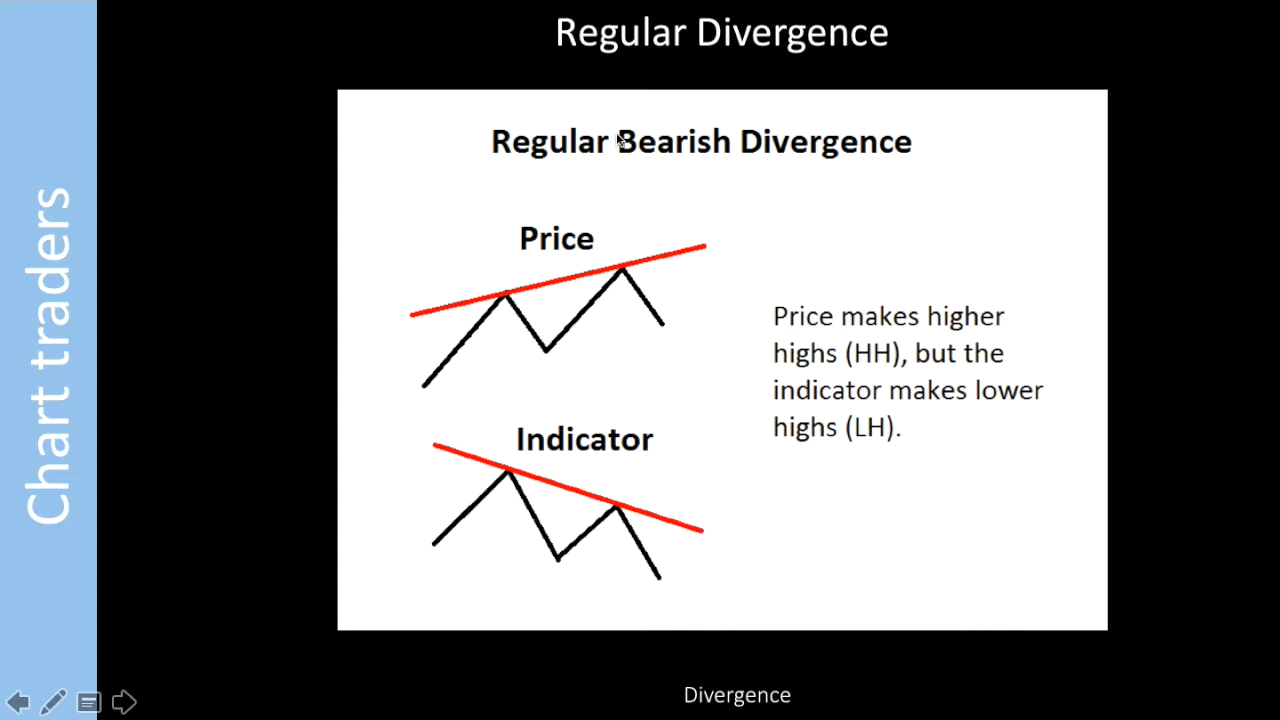 Regular Divergence
Chart traders
Regular Bearish Divergence
Price
Price makes higher
highs (HH), but the
indicator makes lower
highs (LH).
Indicator
Divergence